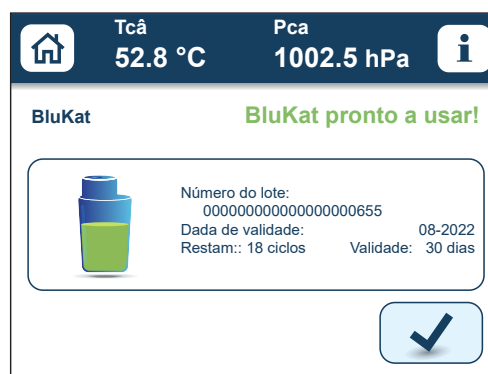 Tcâ Pca
52.8 °C 1002.5 hPa
BluKat BluKat pronto a usar!
Número do lote:
000000000000000000655
Dada de validade: 08-2022
Restam:: 18 ciclos Validade: 30 dias